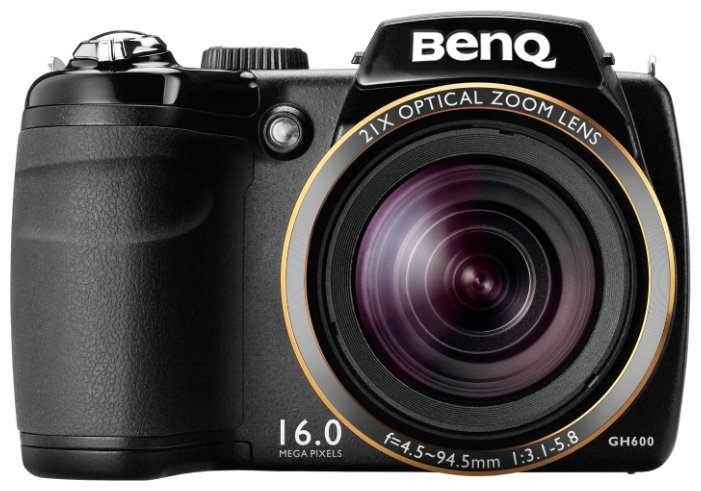 BENQ
21X OPTICAL ZOOM LENS
16.0
MEGA PIXELS
f=4.5~94.5mm 1:3.1-5.8
GH600